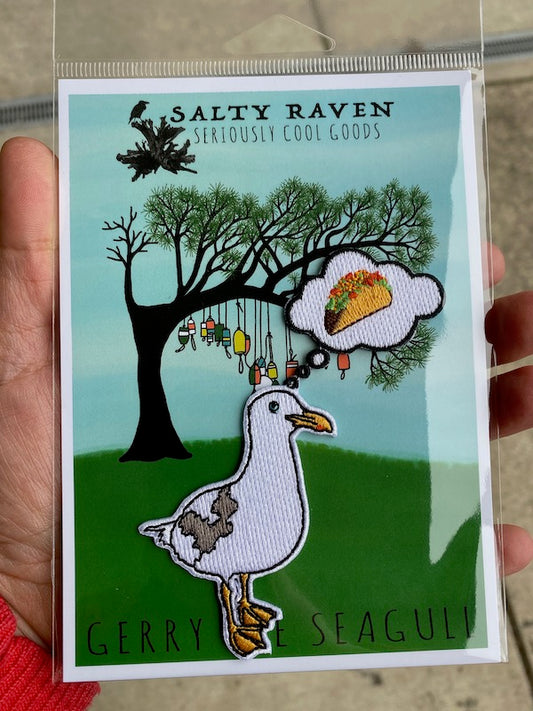 SALTY RAVEN
SERIOUSLY COOL GOODS
GERRY E SEAGULL